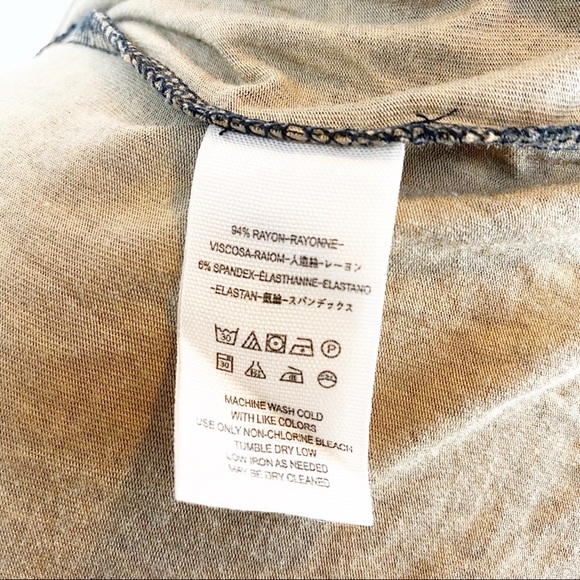 94% RAYON-RAYONNE-
VISCOSA-RAIOM-人造絲-レーヨン
6% SPANDEX-ÉLASTHANNE-ELASTANO
-ELASTAN-氨綸-スパンデックス
30 P
30
MACHINE WASH COLD
WITH LIKE COLORS
USE ONLY NON-CHLORINE BLEACH
TUMBLE DRY LOW
LOW IRON AS NEEDED
MAY BE DRY CLEANED